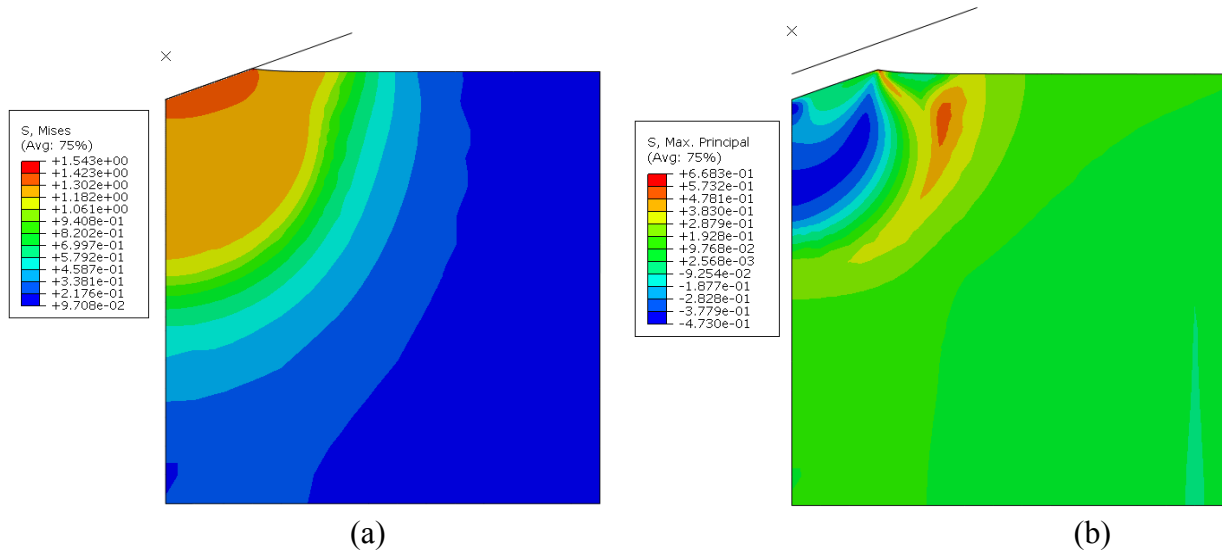 S, Mises
(Avg: 75%)
+1.543e+00
+1.423e+00
+1.302e+00
+1.182e+00
+1.061e+00
+9.408e-01
+8.202e-01
+6.997e-01
+5.792e-01
+4.587e-01
+3.381e-01
+2.176e-01
+9.708e-02
(a)
S, Max. Principal
(Avg: 75%)
+6.683e-01
+5.732e-01
+4.781e-01
+3.830e-01
+2.879e-01
+1.928e-01
+9.768e-02
+2.568e-03
-9.254e-02
-1.877e-01
-2.828e-01
-3.779e-01
-4.730e-01
(b)